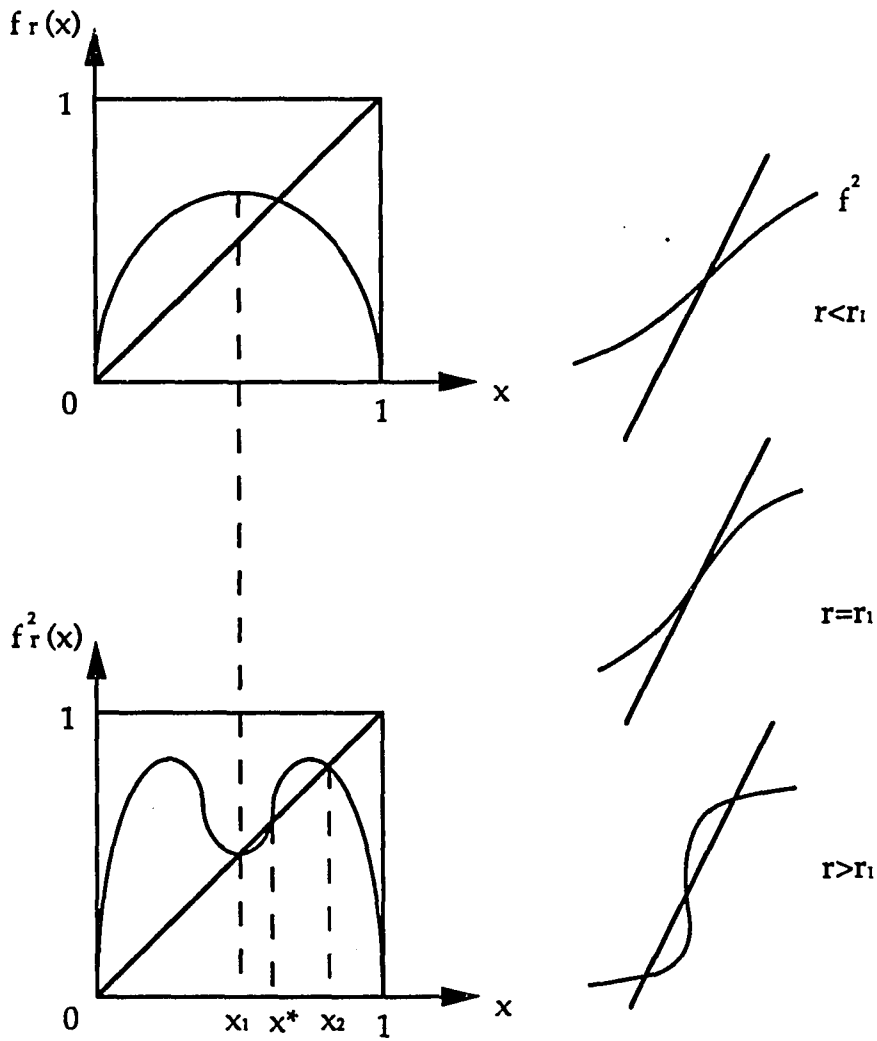 f r (x)
1
0
1
x
f²
r<r₁
r=r₁
f²r (x)
1
0
x₁
x*
x₂
1
x
r>r₁